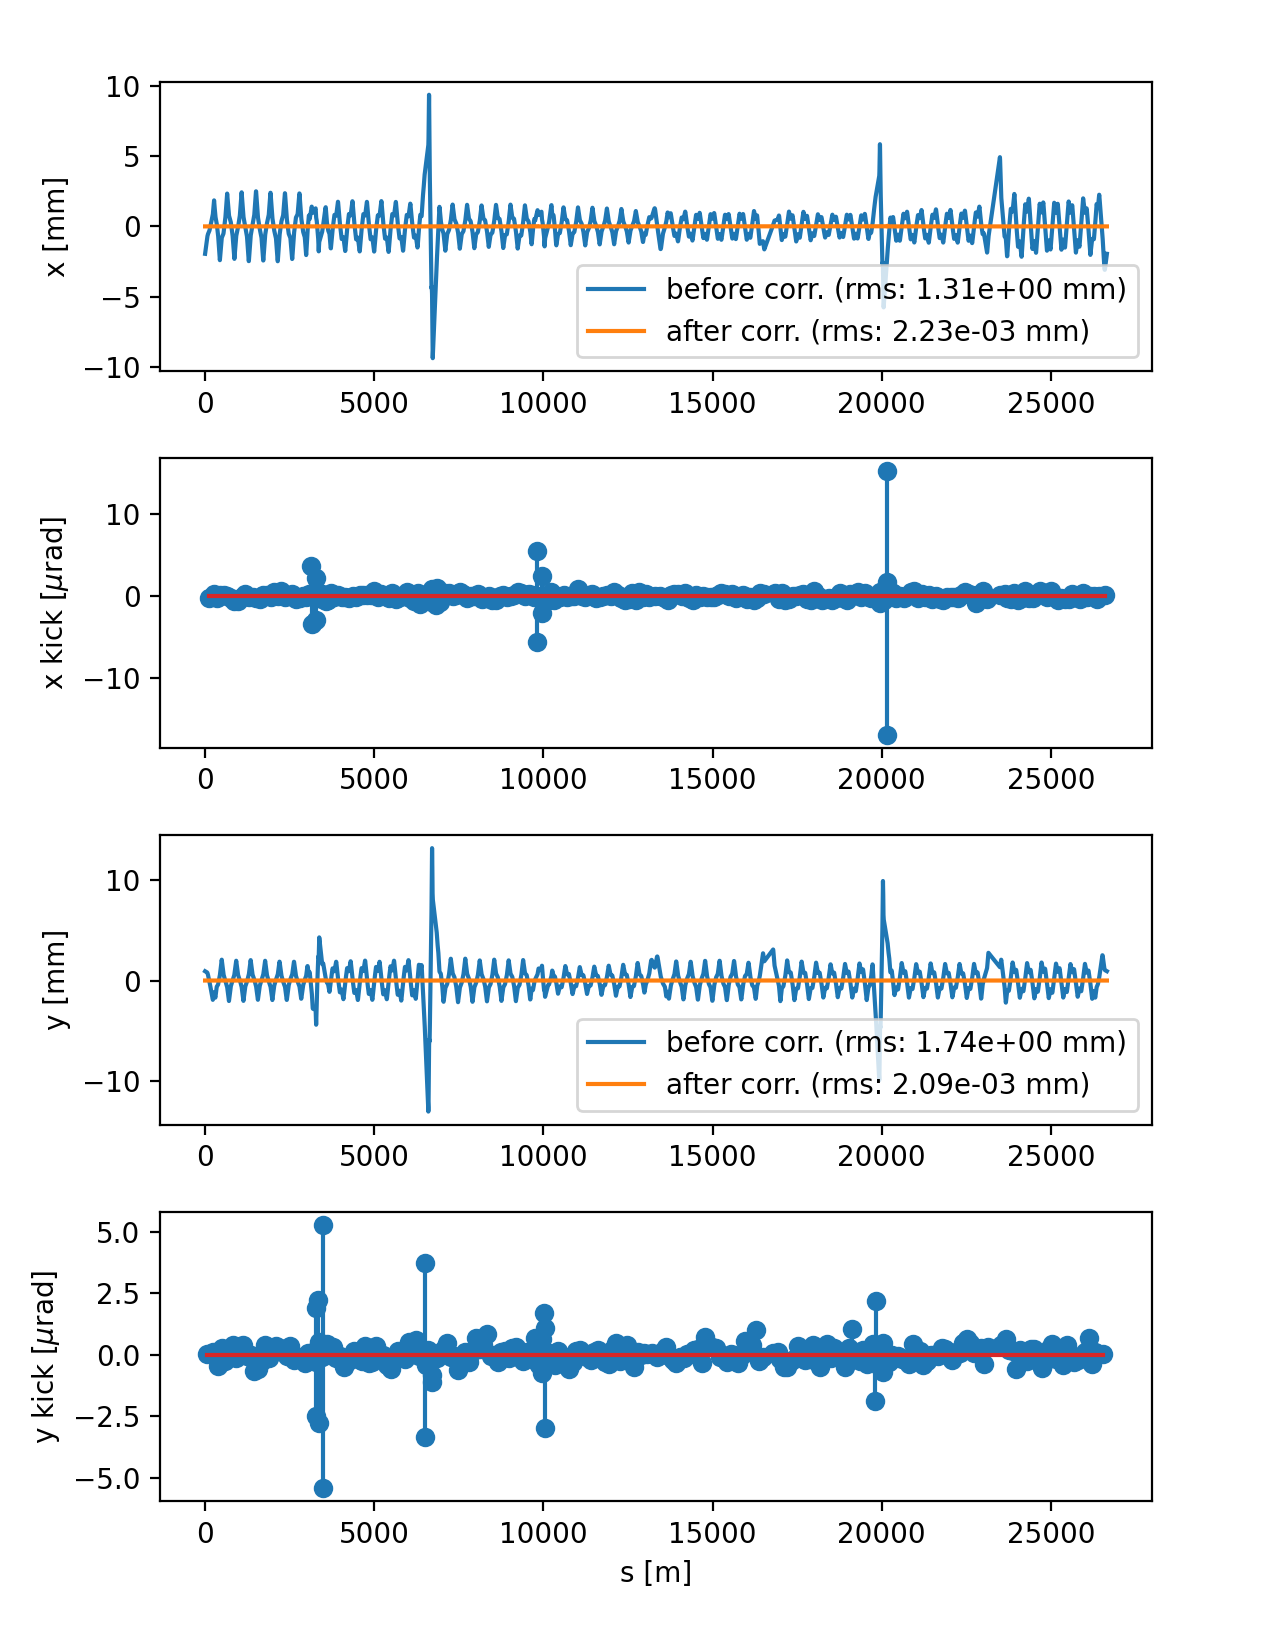 10
5
0
−5
−10
x [mm]
before corr. (rms: 1.31e+00 mm)
after corr. (rms: 2.23e-03 mm)
0 5000 10000 15000 20000 25000
10
0
−10
x kick [μrad]
0 5000 10000 15000 20000 25000
10
0
−10
y [mm]
before corr. (rms: 1.74e+00 mm)
after corr. (rms: 2.09e-03 mm)
0 5000 10000 15000 20000 25000
5.0
2.5
0.0
−2.5
−5.0
y kick [μrad]
0 5000 10000 15000 20000 25000
s [m]